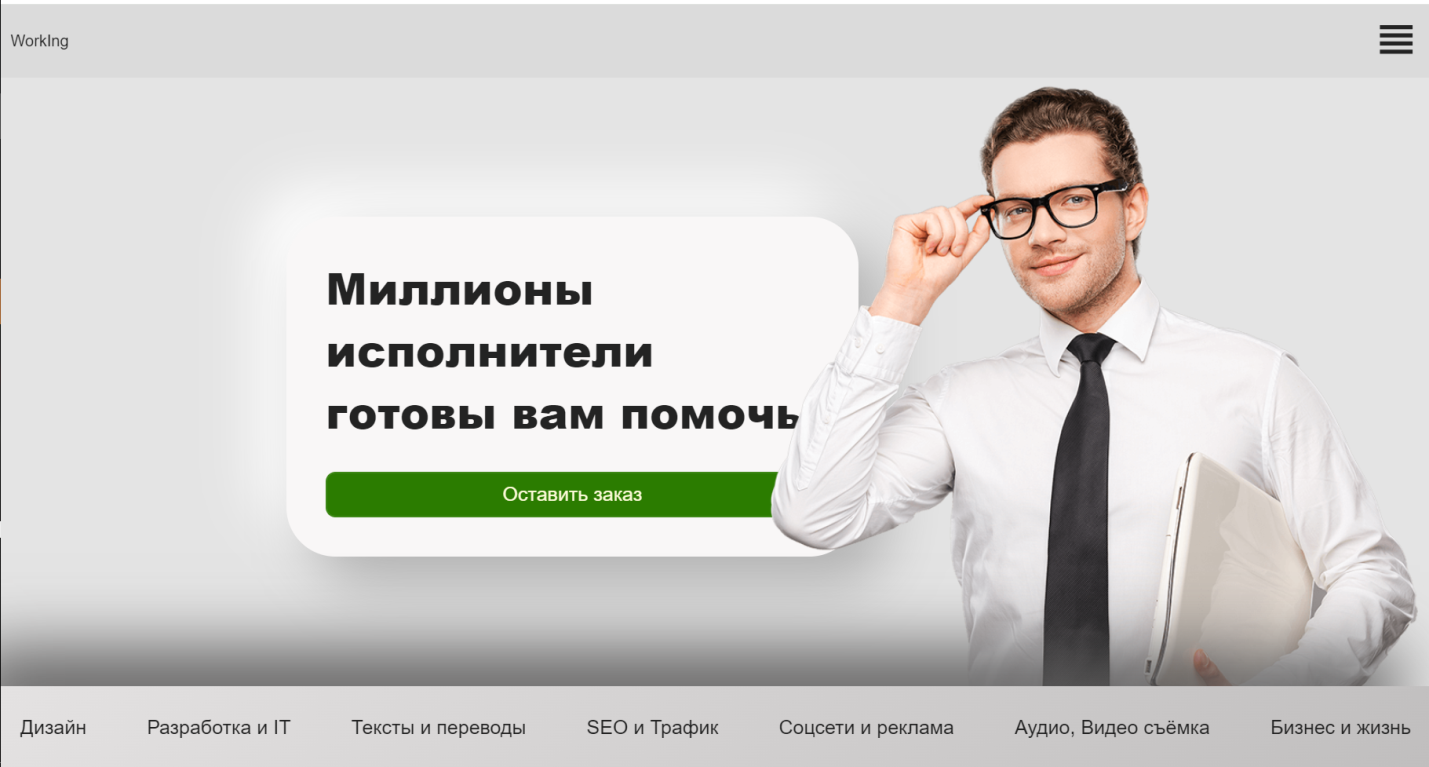 WorkIng
Миллионы
исполнители
готовы вам помочь
Оставить заказ
Дизайн
Разработка и IT
Тексты и переводы
SEO и Трафик
Соцсети и реклама
Аудио, Видео съёмка
Бизнес и жизнь